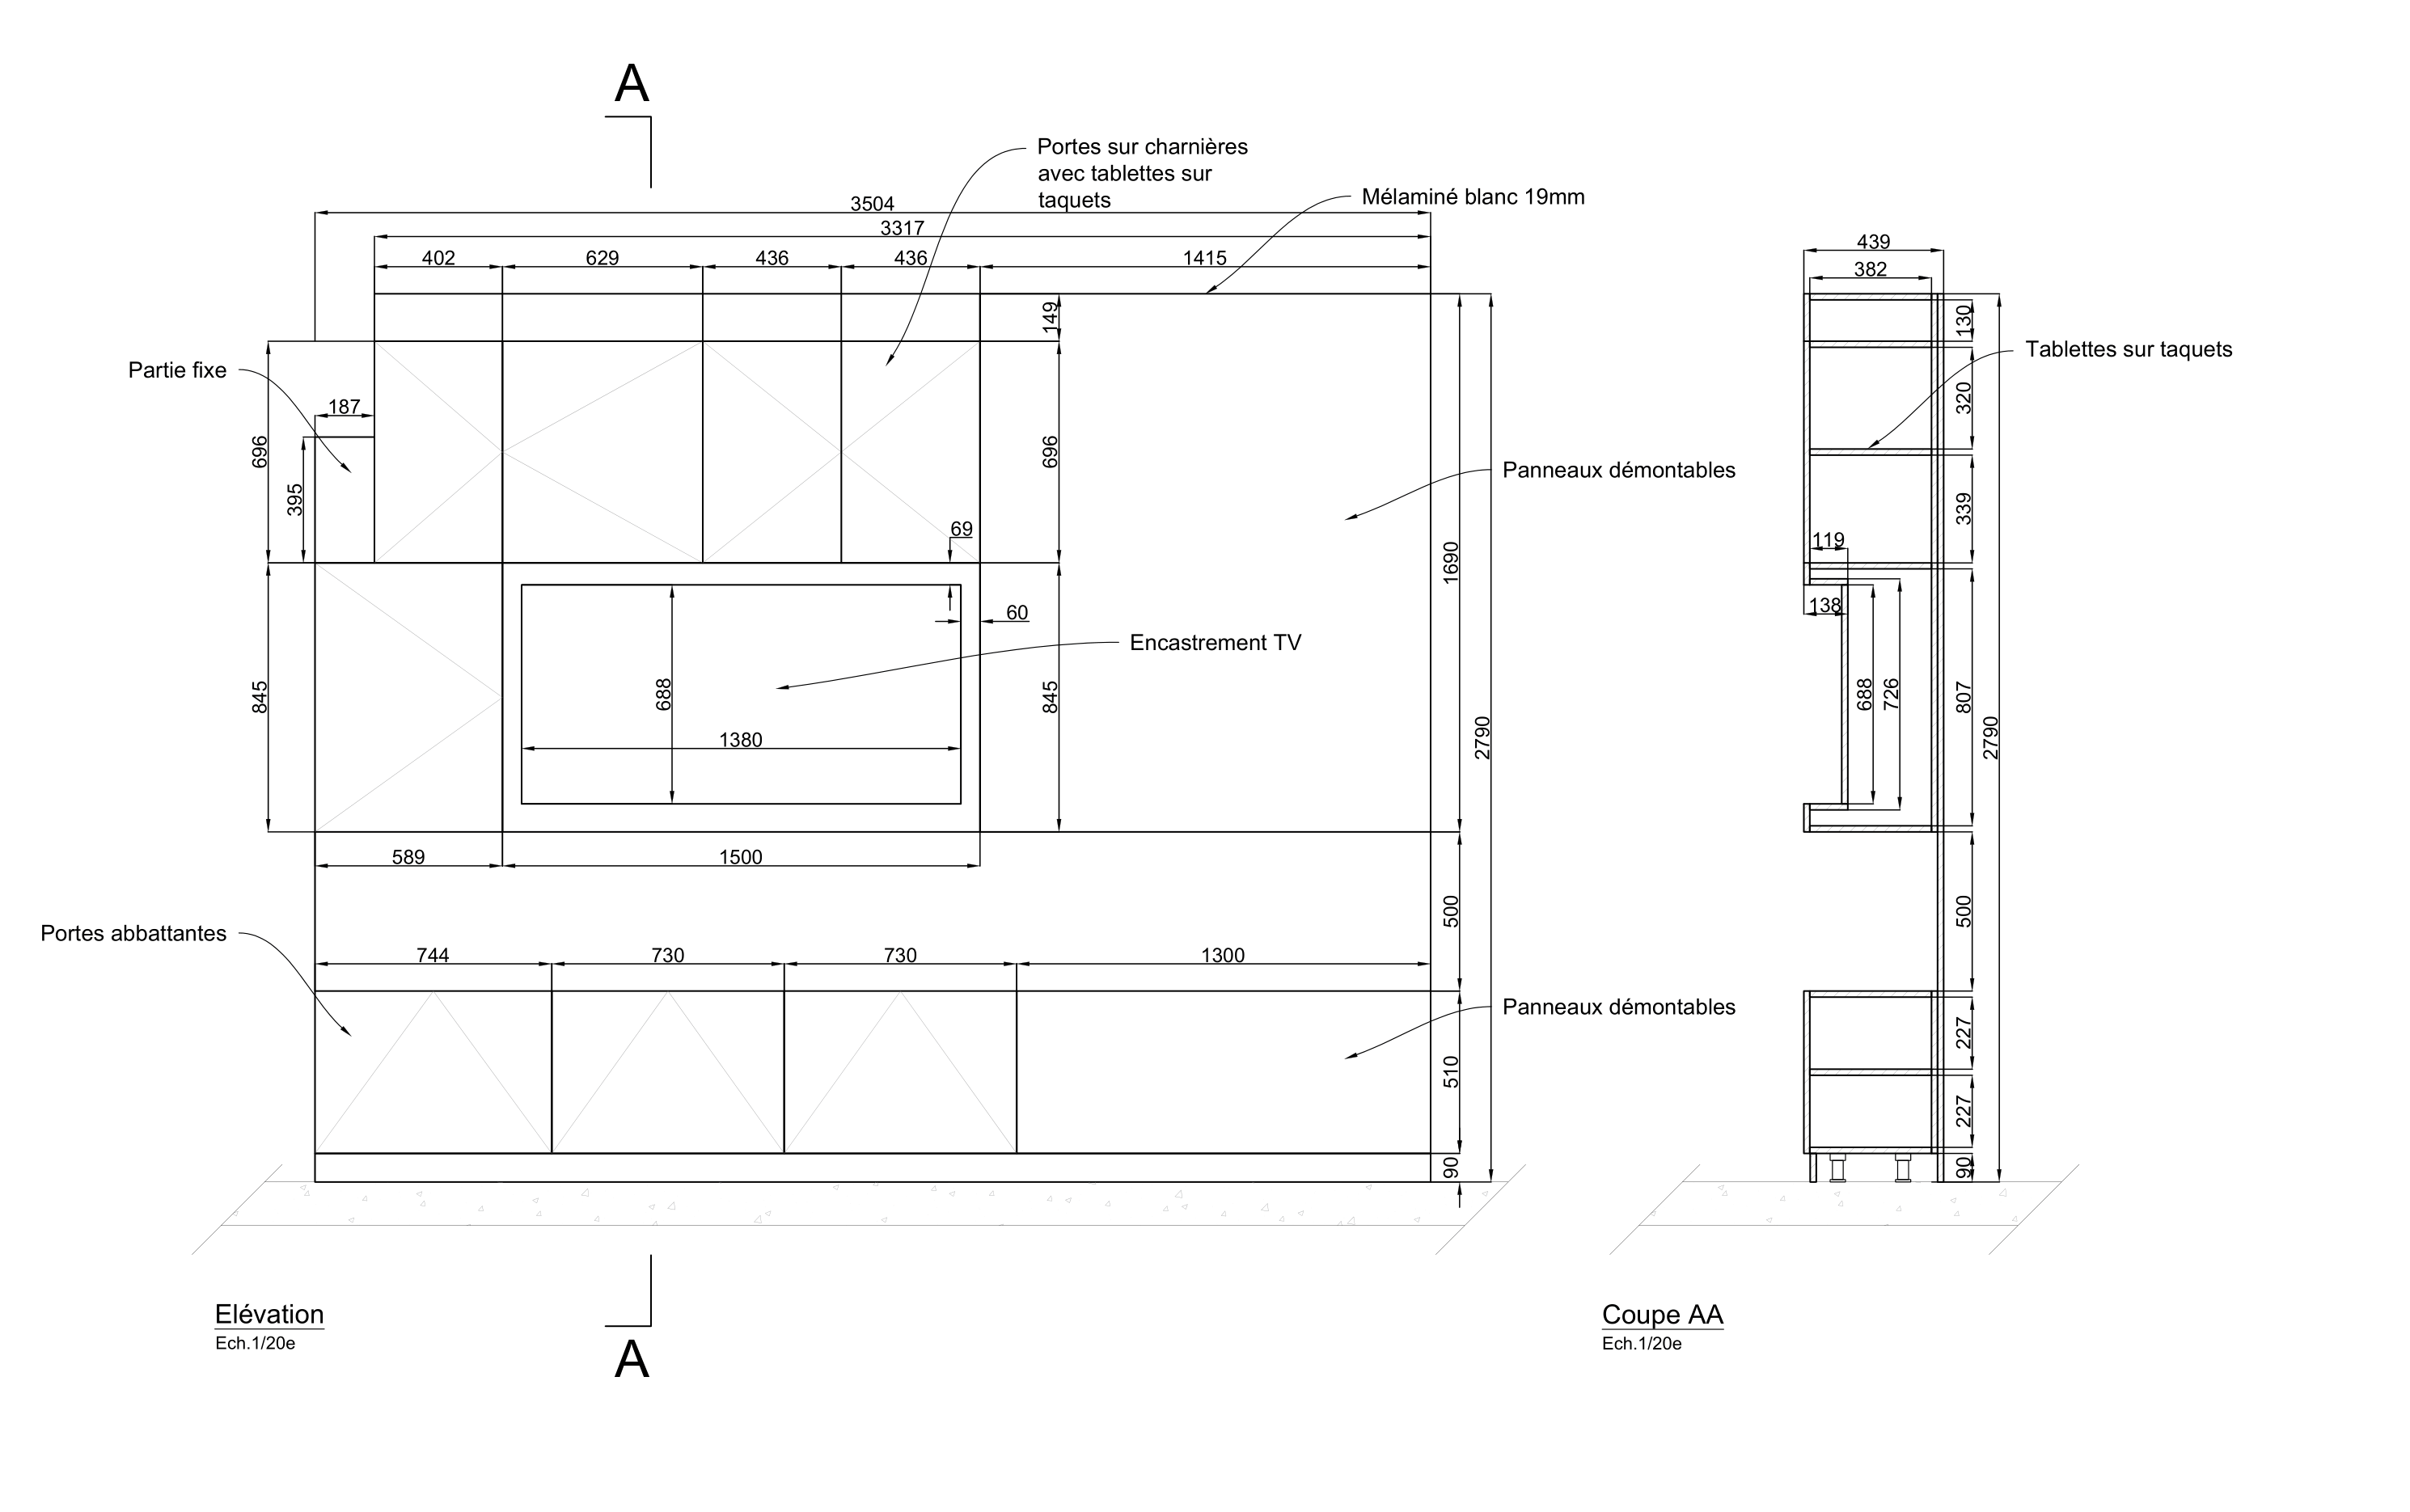 A
Portes sur charnières
avec tablettes sur
taquets
Mélaminé blanc 19mm
3504
3317
402
629
436
436
1415
439
382
149
130
Partie fixe
Tablettes sur taquets
187
696
395
696
320
339
69
60
1690
2790
Panneaux démontables
119
138
Encastrement TV
845
688
1380
845
688
726
807
2790
589
1500
500
500
Portes abbattantes
744
730
730
1300
Panneaux démontables
510
90
227
227
90
Elévation
Ech.1/20e
A
Coupe AA
Ech.1/20e